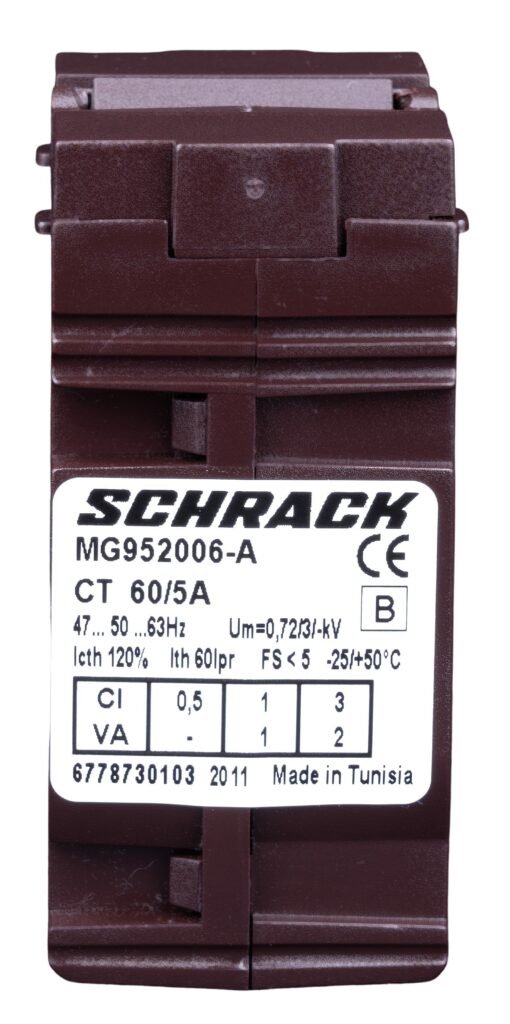 SCHRACK
MG952006-A CE
CT 60/5A B
47... 50 ...63Hz Um=0,72/3/-kV
Icth 120% Ith 60Ipr FS < 5 -25/+50°C
Cl 0,5 1 3
VA - 1 2
6778730103 2011 Made in Tunisia